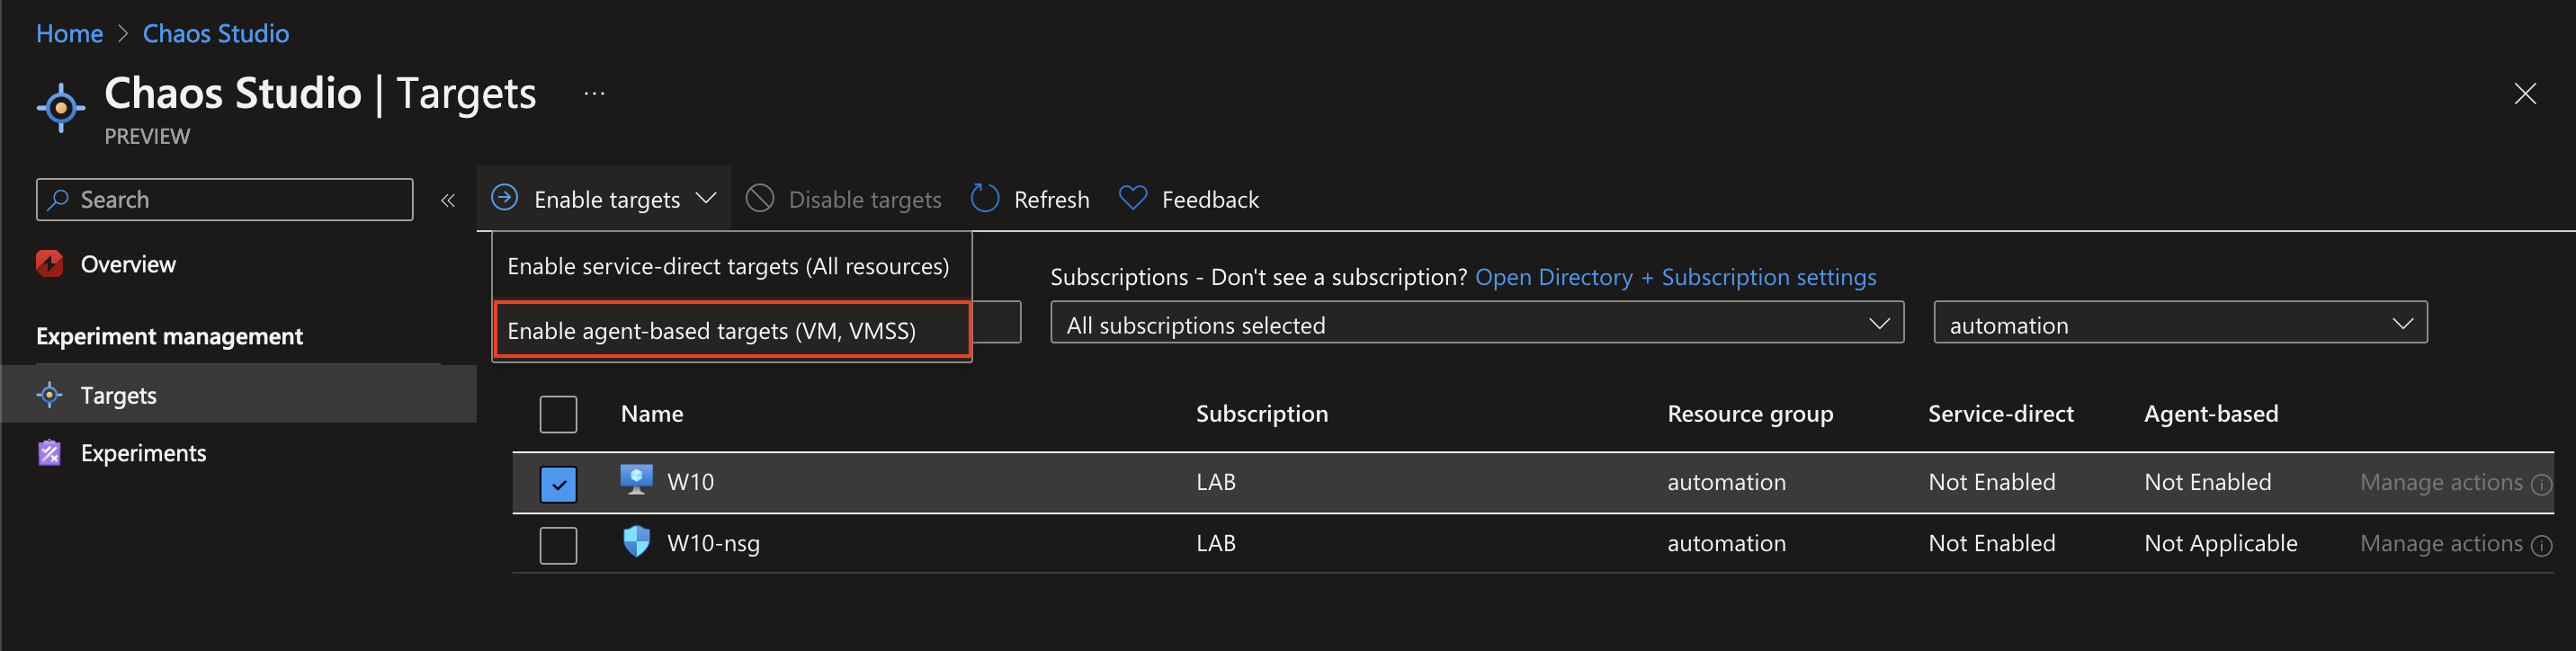 Home > Chaos Studio
Chaos Studio | Targets ...
PREVIEW
Search
«
Overview
Experiment management
Targets
Experiments
Enable targets
Disable targets
Refresh
Feedback
Enable service-direct targets (All resources)
Enable agent-based targets (VM, VMSS)
Subscriptions - Don't see a subscription? Open Directory + Subscription settings
All subscriptions selected
automation
Name Subscription Resource group Service-direct Agent-based
W10 LAB automation Not Enabled Not Enabled Manage actions
W10-nsg LAB automation Not Enabled Not Applicable Manage actions